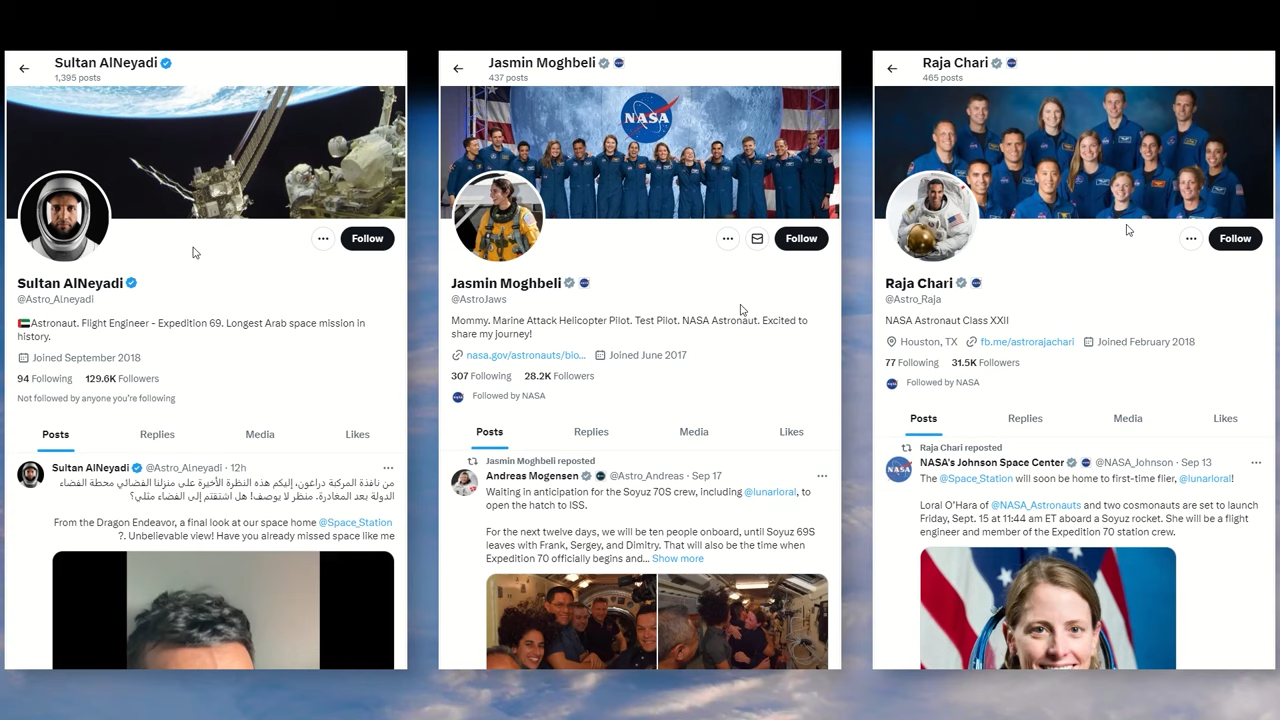 Sultan AlNeyadi
1,395 posts
Follow
Sultan AlNeyadi
@Astro_Alneyadi
Astronaut. Flight Engineer - Expedition 69. Longest Arab space mission in
history.
Joined September 2018
94 Following 129.6K Followers
Not followed by anyone you're following
Posts Replies Media Likes
Sultan AlNeyadi @Astro_Alneyadi · 12h
من نافذة المركبة دراغون، إليكم هذه النظرة الأخيرة على منزلنا الفضائي محطة الفضاء
الدولة بعد المغادرة، منظر لا يوصف! هل اشتقتم إلى الفضاء مثلي؟
From the Dragon Endeavor, a final look at our space home @Space_Station
?. Unbelievable view! Have you already missed space like me
Jasmin Moghbeli
437 posts
NASA
Follow
Jasmin Moghbeli
@AstroJaws
Mommy. Marine Attack Helicopter Pilot. Test Pilot. NASA Astronaut. Excited to
share my journey!
nasa.gov/astronauts/bio... Joined June 2017
307 Following 28.2K Followers
Followed by NASA
Posts Replies Media Likes
Jasmin Moghbeli reposted
Andreas Mogensen @Astro_Andreas · Sep 17
Waiting in anticipation for the Soyuz 70S crew, including @lunarloral, to
open the hatch to ISS.
For the next twelve days, we will be ten people onboard, until Soyuz 69S
leaves with Frank, Sergey, and Dimitry. That will also be the time when
Expedition 70 officially begins and... Show more
Raja Chari
465 posts
Follow
Raja Chari
@Astro_Raja
NASA Astronaut Class XXII
Houston, TX fb.me/astrorajachari Joined February 2018
77 Following 31.5K Followers
Followed by NASA
Posts Replies Media Likes
Raja Chari reposted
NASA's Johnson Space Center @NASA_Johnson · Sep 13
The @Space_Station will soon be home to first-time flier, @lunarloral!
Loral O'Hara of @NASA_Astronauts and two cosmonauts are set to launch
Friday, Sept. 15 at 11:44 am ET aboard a Soyuz rocket. She will be a flight
engineer and member of the Expedition 70 station crew.
NASA